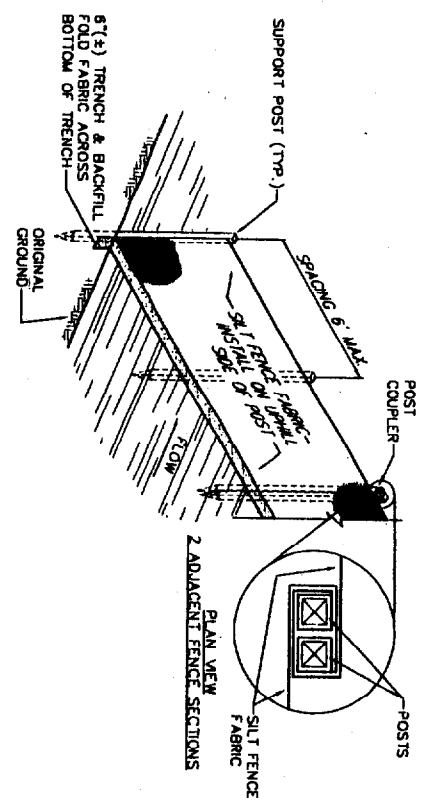 SUPPORT POST (TYP.)
SPACING 6' MAX
POST
COUPLER
SILT FENCE FABRIC-
INSTALL ON UPHILL
SIDE OF POST
6"(±) TRENCH & BACKFILL
FOLD FABRIC ACROSS
BOTTOM OF TRENCH
ORIGINAL
GROUND
FLOW
POSTS
SILT FENCE
FABRIC
PLAN VIEW
2 ADJACENT FENCE SECTIONS